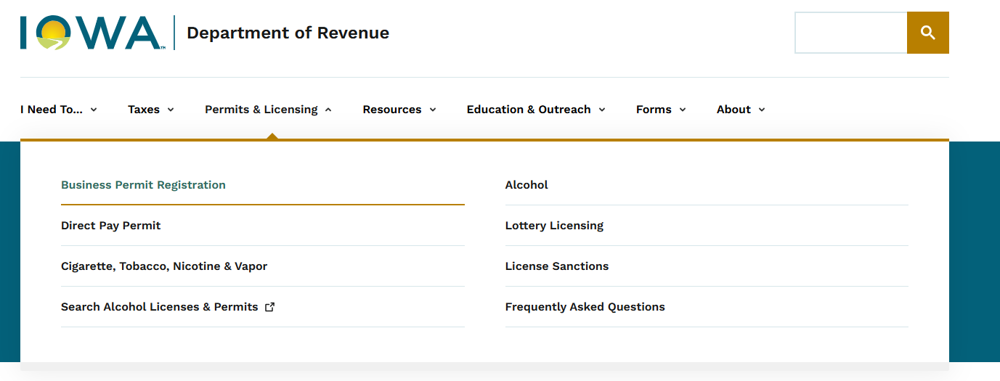 IOWA™
Department of Revenue
I Need To...
Taxes
Permits & Licensing
Resources
Education & Outreach
Forms
About
Business Permit Registration
Direct Pay Permit
Cigarette, Tobacco, Nicotine & Vapor
Search Alcohol Licenses & Permits
Alcohol
Lottery Licensing
License Sanctions
Frequently Asked Questions